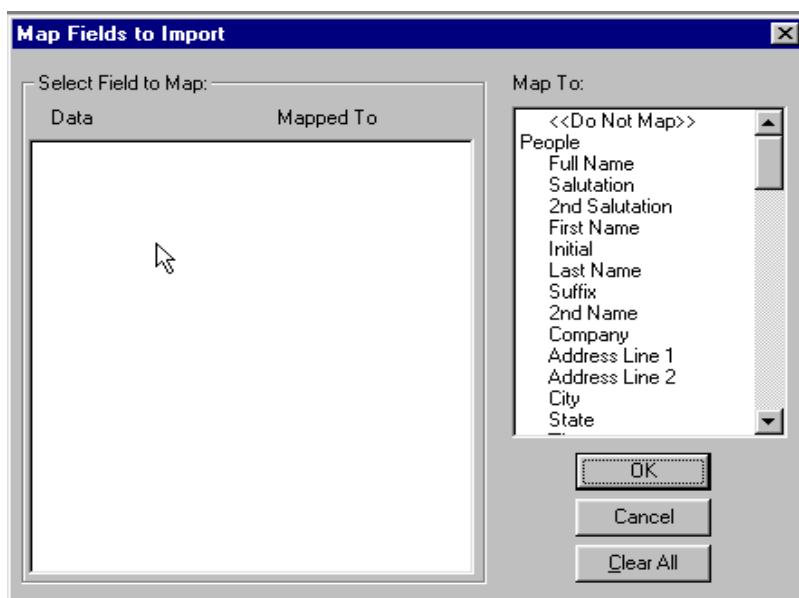 Map Fields to Import
Select Field to Map:
Data Mapped To
Map To:
<<Do Not Map>>
People
Full Name
Salutation
2nd Salutation
First Name
Initial
Last Name
Suffix
2nd Name
Company
Address Line 1
Address Line 2
City
State
OK
Cancel
Clear All